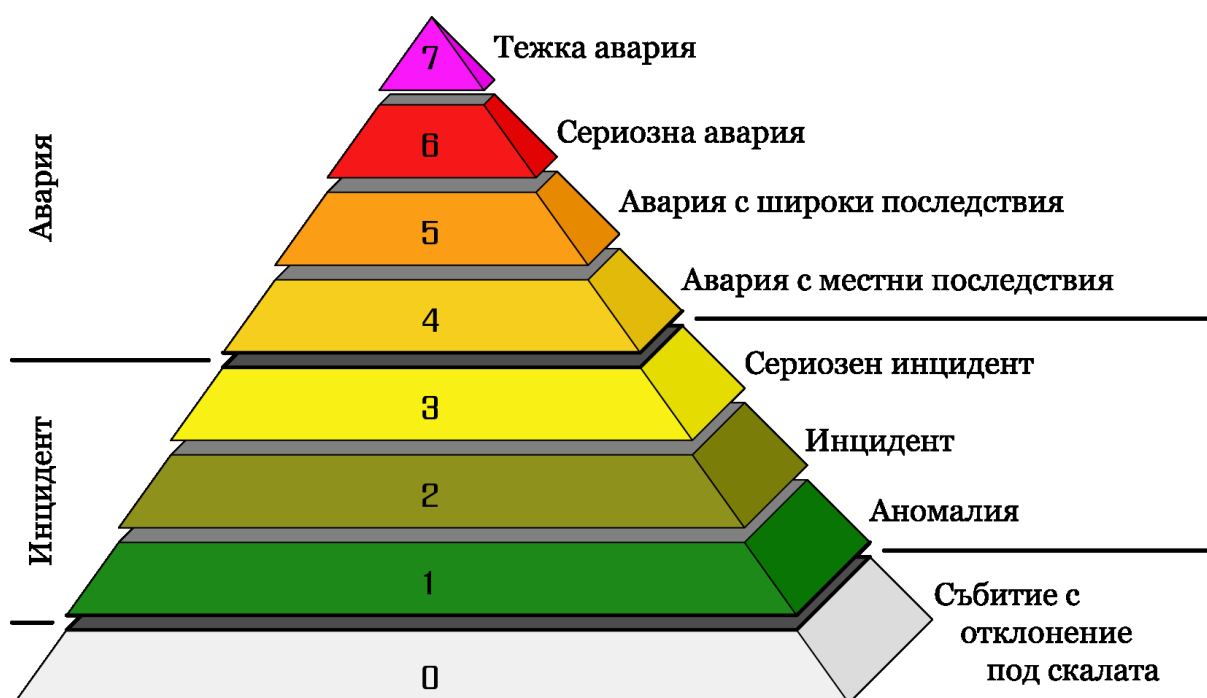 7
Тежка авария
6
Сериозна авария
5
Авария с широки последствия
4
Авария с местни последствия
Авария
3
Сериозен инцидент
2
Инцидент
1
Аномалия
Инцидент
0
Събитие с
отклонение
под скалата